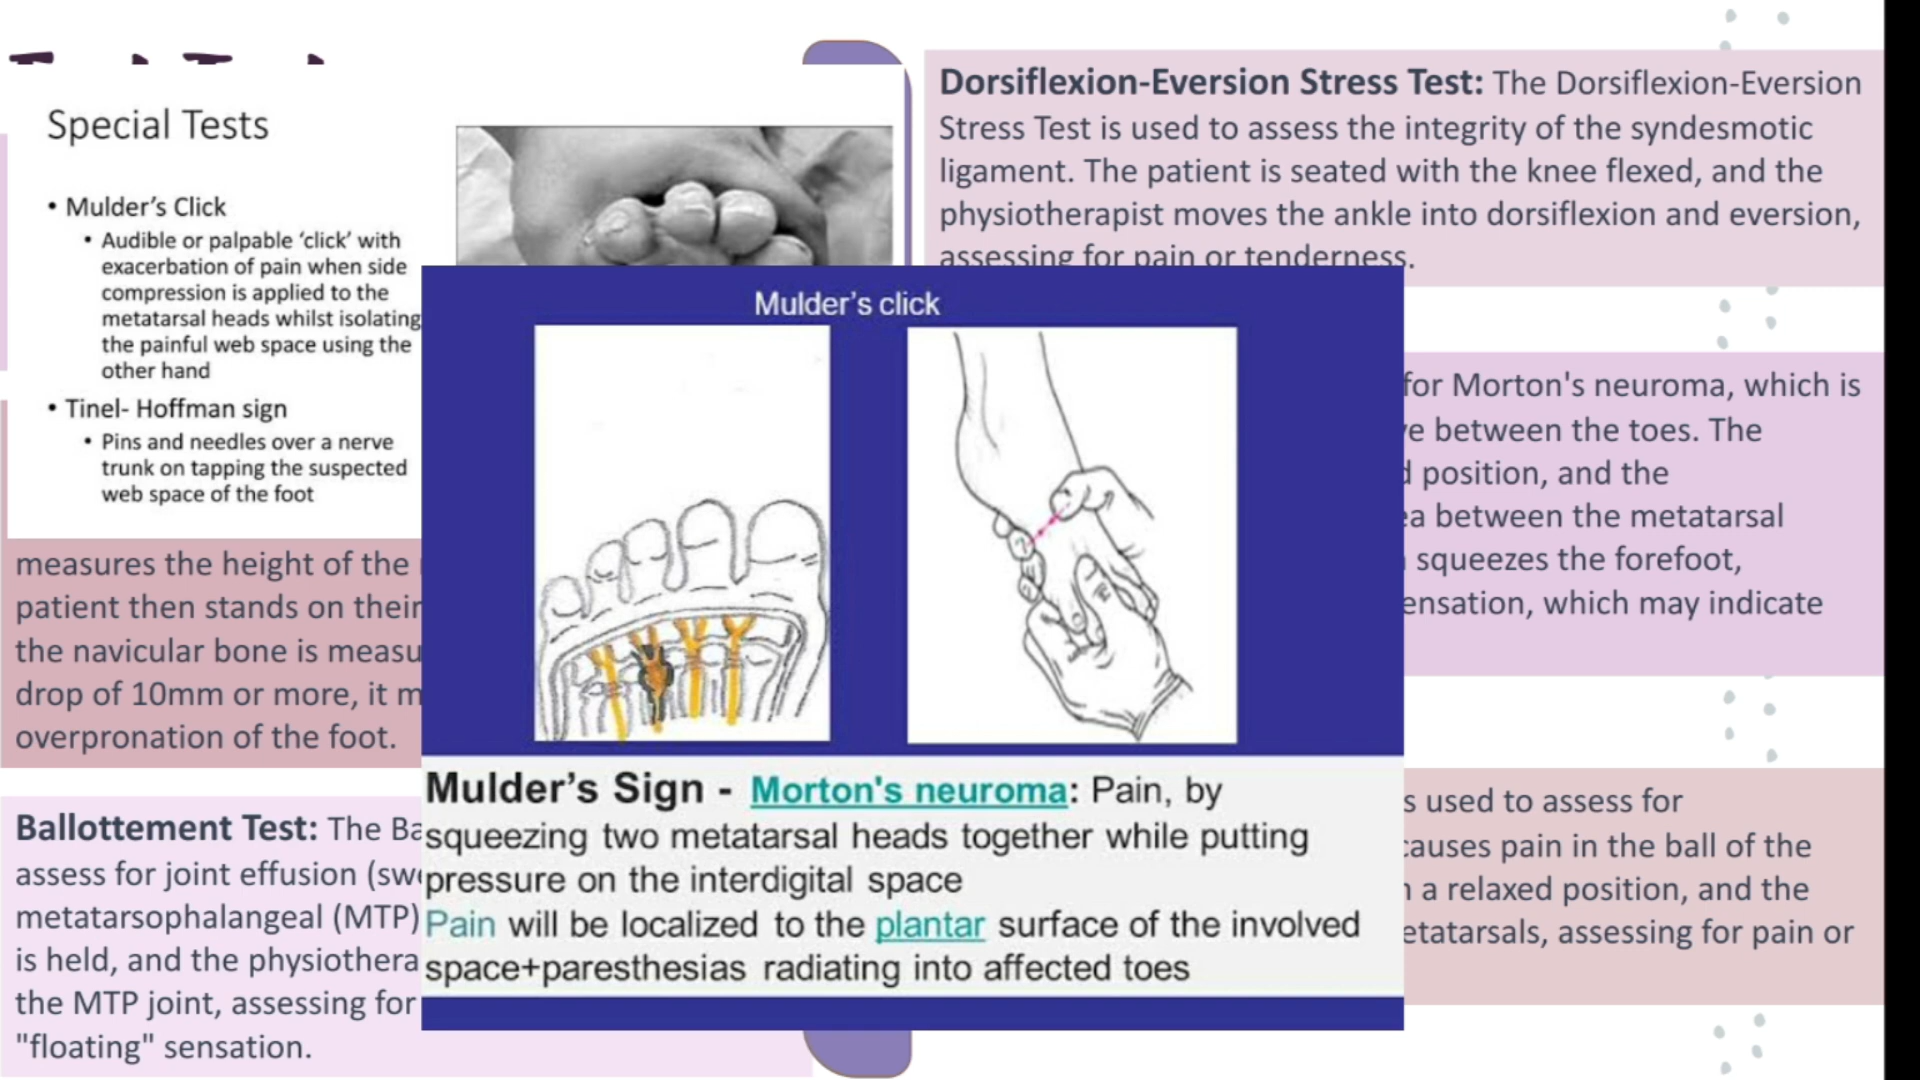 Special Tests
• Mulder's Click
• Audible or palpable 'click' with
exacerbation of pain when side
compression is applied to the
metatarsal heads whilst isolating
the painful web space using the
other hand
• Tinel- Hoffman sign
• Pins and needles over a nerve
trunk on tapping the suspected
web space of the foot
measures the height of the
patient then stands on their
the navicular bone is measu
drop of 10mm or more, it m
overpronation of the foot.
Ballottement Test: The Ba
assess for joint effusion (swe
metatarsophalangeal (MTP)
is held, and the physiothera
the MTP joint, assessing for
"floating" sensation.
Mulder's click
Mulder's Sign - Morton's neuroma: Pain, by
squeezing two metatarsal heads together while putting
pressure on the interdigital space
Pain will be localized to the plantar surface of the involved
space+paresthesias radiating into affected toes
Dorsiflexion-Eversion Stress Test: The Dorsiflexion-Eversion
Stress Test is used to assess the integrity of the syndesmotic
ligament. The patient is seated with the knee flexed, and the
physiotherapist moves the ankle into dorsiflexion and eversion,
assessing for pain or tenderness.
for Morton's neuroma, which is
ve between the toes. The
d position, and the
ea between the metatarsal
squeezes the forefoot,
ensation, which may indicate
s used to assess for
causes pain in the ball of the
n a relaxed position, and the
etatarsals, assessing for pain or